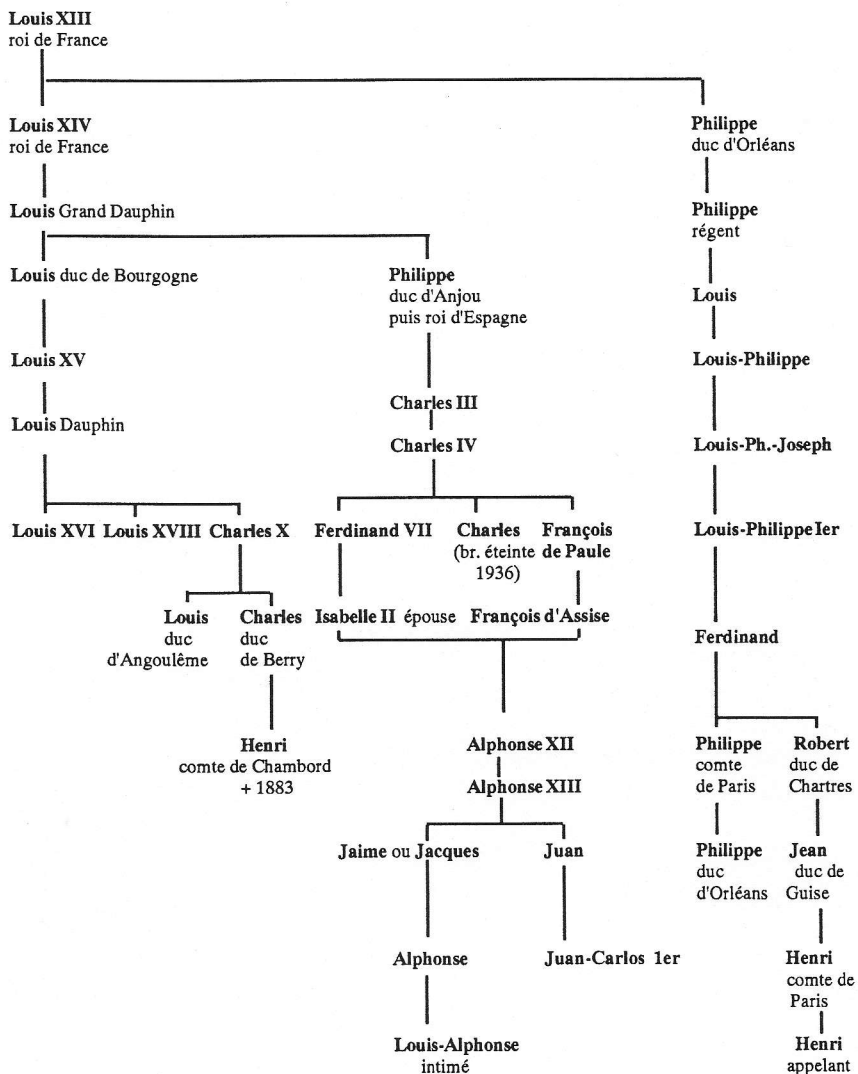 Louis XIII
roi de France
Louis XIV
roi de France
Philippe
duc d'Orléans
Louis Grand Dauphin
Philippe
régent
Louis duc de Bourgogne
Philippe
duc d'Anjou
puis roi d'Espagne
Louis
Louis XV
Louis-Philippe
Charles III
Louis Dauphin
Charles IV
Louis-Ph.-Joseph
Louis XVI Louis XVIII Charles X
Ferdinand VII
Charles
(br. éteinte
1936)
François
de Paule
Louis-Philippe Ier
Louis
duc
d'Angoulême
Charles
duc
de Berry
Isabelle II épouse François d'Assise
Ferdinand
Henri
comte de Chambord
+ 1883
Alphonse XII
Philippe
comte
de Paris
Robert
duc de
Chartres
Alphonse XIII
Jaime ou Jacques
Juan
Philippe
duc
d'Orléans
Jean
duc de
Guise
Alphonse
Juan-Carlos 1er
Henri
comte de
Paris
Louis-Alphonse
intimé
Henri
appelant